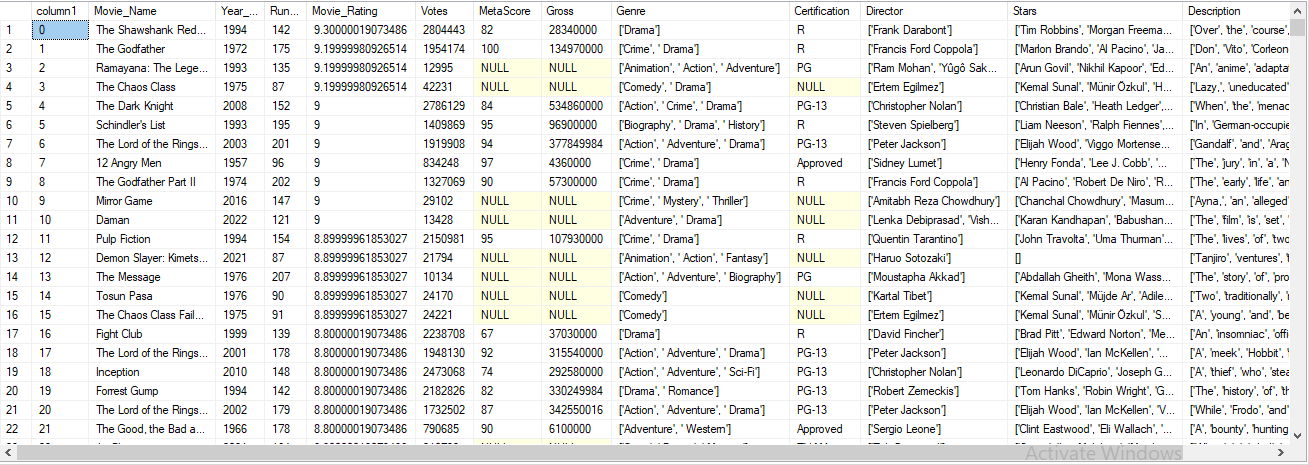 column1 Movie_Name Year_... Run... Movie_Rating Votes MetaScore Gross Genre Certification Director Stars Description
1 0 The Shawshank Red... 1994 142 9.30000019073486 2804443 82 28340000 ['Drama'] R ['Frank Darabont'] ['Tim Robbins', 'Morgan Freema... ['Over', 'the', 'course',
2 1 The Godfather 1972 175 9.19999980926514 1954174 100 134970000 ['Crime', ' Drama'] R ['Francis Ford Coppola'] ['Marlon Brando', 'Al Pacino', 'Ja... ['Don', 'Vito', 'Corleon
3 2 Ramayana: The Lege... 1993 135 9.19999980926514 12995 NULL NULL ['Animation', ' Action', ' Adventure'] PG ['Ram Mohan', 'Yûgô Sak... ['Arun Govil', 'Nikhil Kapoor', 'Ed... ['An', 'anime', 'adapta
4 3 The Chaos Class 1975 87 9.19999980926514 42231 NULL NULL ['Comedy', ' Drama'] NULL ['Ertem Egilmez'] ['Kemal Sunal', 'Münir Özkul', 'H... ['Lazy,', 'uneducated'
5 4 The Dark Knight 2008 152 9 2786129 84 534860000 ['Action', ' Crime', ' Drama'] PG-13 ['Christopher Nolan'] ['Christian Bale', 'Heath Ledger',... ['When', 'the', 'menac
6 5 Schindler's List 1993 195 9 1409869 95 96900000 ['Biography', ' Drama', ' History'] R ['Steven Spielberg'] ['Liam Neeson', 'Ralph Fiennes',... ['In', 'German-occupie
7 6 The Lord of the Rings... 2003 201 9 1919908 94 377849984 ['Action', ' Adventure', ' Drama'] PG-13 ['Peter Jackson'] ['Elijah Wood', 'Viggo Mortense... ['Gandalf', 'and', 'Arag
8 7 12 Angry Men 1957 96 9 834248 97 4360000 ['Crime', ' Drama'] Approved ['Sidney Lumet'] ['Henry Fonda', 'Lee J. Cobb', '... ['The', 'jury', 'in', 'a', 'N
9 8 The Godfather Part II 1974 202 9 1327069 90 57300000 ['Crime', ' Drama'] R ['Francis Ford Coppola'] ['Al Pacino', 'Robert De Niro', 'R... ['The', 'early', 'life', 'an
10 9 Mirror Game 2016 147 9 29102 NULL NULL ['Crime', ' Mystery', ' Thriller'] NULL ['Amitabh Reza Chowdhury'] ['Chanchal Chowdhury', 'Masum... ['Ayna,', 'an', 'alleged'
11 10 Daman 2022 121 9 13428 NULL NULL ['Adventure', ' Drama'] NULL ['Lenka Debiprasad', 'Vish... ['Karan Kandhapan', 'Babushan... ['The', 'film', 'is', 'set',
12 11 Pulp Fiction 1994 154 8.89999961853027 2150981 95 107930000 ['Crime', ' Drama'] R ['Quentin Tarantino'] ['John Travolta', 'Uma Thurman'... ['The', 'lives', 'of', 'two',
13 12 Demon Slayer: Kimets... 2021 87 8.89999961853027 21794 NULL NULL ['Animation', ' Action', ' Fantasy'] NULL ['Haruo Sotozaki'] [] ['Tanjiro', 'ventures', 't
14 13 The Message 1976 207 8.89999961853027 10134 NULL NULL ['Action', ' Adventure', ' Biography'] PG ['Moustapha Akkad'] ['Abdallah Gheith', 'Mona Wass... ['The', 'story', 'of', 'pro
15 14 Tosun Pasa 1976 90 8.89999961853027 24170 NULL NULL ['Comedy'] NULL ['Kartal Tibet'] ['Kemal Sunal', 'Müjde Ar', 'Adile... ['Two', 'traditionally', 'r
16 15 The Chaos Class Fail... 1975 91 8.89999961853027 24221 NULL NULL ['Comedy'] NULL ['Ertem Egilmez'] ['Kemal Sunal', 'Münir Özkul', 'S... ['A', 'young', 'and', 'be
17 16 Fight Club 1999 139 8.80000019073486 2238708 67 37030000 ['Drama'] R ['David Fincher'] ['Brad Pitt', 'Edward Norton', 'Me... ['An', 'insomniac', 'offi
18 17 The Lord of the Rings... 2001 178 8.80000019073486 1948130 92 315540000 ['Action', ' Adventure', ' Drama'] PG-13 ['Peter Jackson'] ['Elijah Wood', 'Ian McKellen', '... ['A', 'meek', 'Hobbit', '
19 18 Inception 2010 148 8.80000019073486 2473068 74 292580000 ['Action', ' Adventure', ' Sci-Fi'] PG-13 ['Christopher Nolan'] ['Leonardo DiCaprio', 'Joseph G... ['A', 'thief', 'who', 'stea
20 19 Forrest Gump 1994 142 8.80000019073486 2182826 82 330249984 ['Drama', ' Romance'] PG-13 ['Robert Zemeckis'] ['Tom Hanks', 'Robin Wright', 'G... ['The', 'history', 'of', 'th
21 20 The Lord of the Rings... 2002 179 8.80000019073486 1732502 87 342550016 ['Action', ' Adventure', ' Drama'] PG-13 ['Peter Jackson'] ['Elijah Wood', 'Ian McKellen', 'V... ['While', 'Frodo', 'and'
22 21 The Good, the Bad a... 1966 178 8.80000019073486 790685 90 6100000 ['Adventure', ' Western'] Approved ['Sergio Leone'] ['Clint Eastwood', 'Eli Wallach', '... ['A', 'bounty', 'hunting
Activate Windows